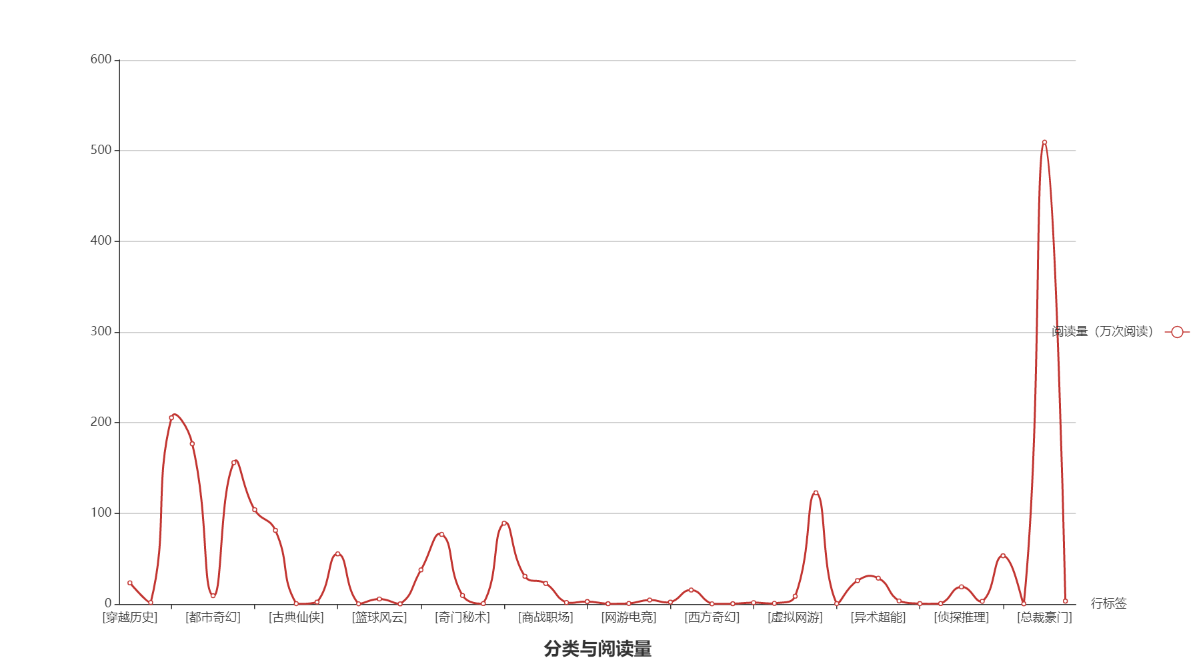 600
500
400
300
200
100
0
阅读量（万次阅读）
行标签
[穿越历史] [都市奇幻] [古典仙侠] [篮球风云] [奇门秘术] [商战职场] [网游电竞] [西方奇幻] [虚拟网游] [异术超能] [侦探推理] [总裁豪门]
分类与阅读量